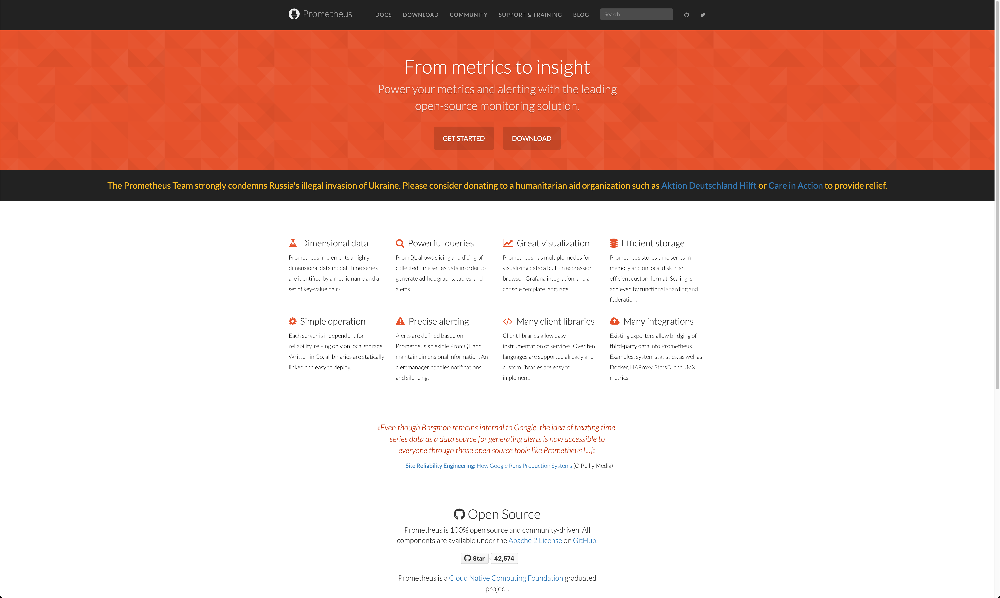 Prometheus
DOCS
DOWNLOAD
COMMUNITY
SUPPORT & TRAINING
BLOG
Search
From metrics to insight
Power your metrics and alerting with the leading
open-source monitoring solution.
GET STARTED
DOWNLOAD
The Prometheus Team strongly condemns Russia's illegal invasion of Ukraine. Please consider donating to a humanitarian aid organization such as Aktion Deutschland Hilft or Care in Action to provide relief.
Dimensional data
Prometheus implements a highly
dimensional data model. Time series
are identified by a metric name and a
set of key-value pairs.
Powerful queries
PromQL allows slicing and dicing of
collected time series data in order to
generate ad-hoc graphs, tables, and
alerts.
Great visualization
Prometheus has multiple modes for
visualizing data: a built-in expression
browser, Grafana integration, and a
console template language.
Efficient storage
Prometheus stores time series in
memory and on local disk in an
efficient custom format. Scaling is
achieved by functional sharding and
federation.
Simple operation
Each server is independent for
reliability, relying only on local storage.
Written in Go, all binaries are statically
linked and easy to deploy.
Precise alerting
Alerts are defined based on
Prometheus's flexible PromQL and
maintain dimensional information. An
alertmanager handles notifications
and silencing.
Many client libraries
Client libraries allow easy
instrumentation of services. Over ten
languages are supported already and
custom libraries are easy to
implement.
Many integrations
Existing exporters allow bridging of
third-party data into Prometheus.
Examples: system statistics, as well as
Docker, HAProxy, StatsD, and JMX
metrics.
«Even though Borgmon remains internal to Google, the idea of treating time-
series data as a data source for generating alerts is now accessible to
everyone through those open source tools like Prometheus [...]»
— Site Reliability Engineering: How Google Runs Production Systems (O'Reilly Media)
Open Source
Prometheus is 100% open source and community-driven. All
components are available under the Apache 2 License on GitHub.
Star
42,574
Prometheus is a Cloud Native Computing Foundation graduated
project.